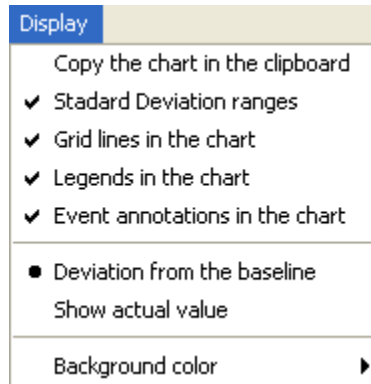 Display
Copy the chart in the clipboard
Stadard Deviation ranges
Grid lines in the chart
Legends in the chart
Event annotations in the chart
Deviation from the baseline
Show actual value
Background color